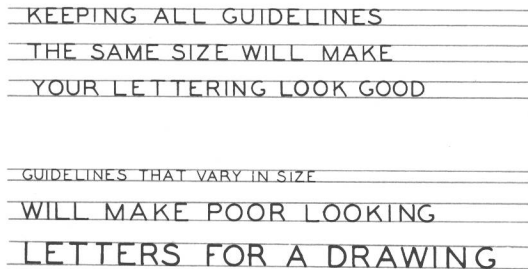 KEEPING ALL GUIDELINES
THE SAME SIZE WILL MAKE
YOUR LETTERING LOOK GOOD
GUIDELINES THAT VARY IN SIZE
WILL MAKE POOR LOOKING
LETTERS FOR A DRAWING